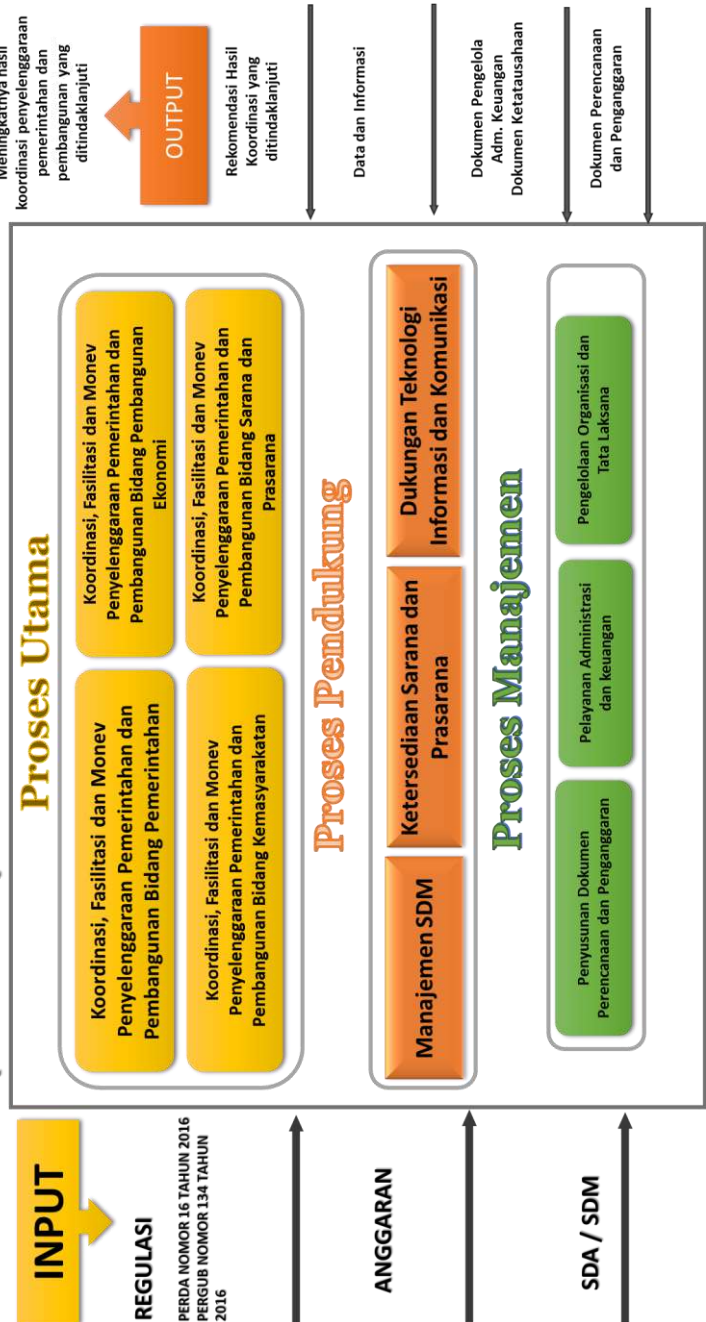 INPUT
REGULASI
PERDA NOMOR 16 TAHUN 2016
PERGUB NOMOR 134 TAHUN
2016
ANGGARAN
SDA / SDM
Proses Utama
Koordinasi, Fasilitasi dan Monev
Penyelenggaraan Pemerintahan dan
Pembangunan Bidang Pemerintahan
Koordinasi, Fasilitasi dan Monev
Penyelenggaraan Pemerintahan dan
Pembangunan Bidang Pembangunan
Ekonomi
Koordinasi, Fasilitasi dan Monev
Penyelenggaraan Pemerintahan dan
Pembangunan Bidang Kemasyarakatan
Koordinasi, Fasilitasi dan Monev
Penyelenggaraan Pemerintahan dan
Pembangunan Bidang Sarana dan
Prasarana
Proses Pendukung
Manajemen SDM
Ketersediaan Sarana dan
Prasarana
Dukungan Teknologi
Informasi dan Komunikasi
Proses Manajemen
Penyusunan Dokumen
Perencanaan dan Penganggaran
Pelayanan Administrasi
dan keuangan
Pengelolaan Organisasi dan
Tata Laksana
Meningkatnya hasil
koordinasi penyelenggaraan
pemerintahan dan
pembangunan yang
ditindaklanjuti
OUTPUT
Rekomendasi Hasil
Koordinasi yang
ditindaklanjuti
Data dan Informasi
Dokumen Pengelola
Adm. Keuangan
Dokumen Ketatausahaan
Dokumen Perencanaan
dan Penganggaran